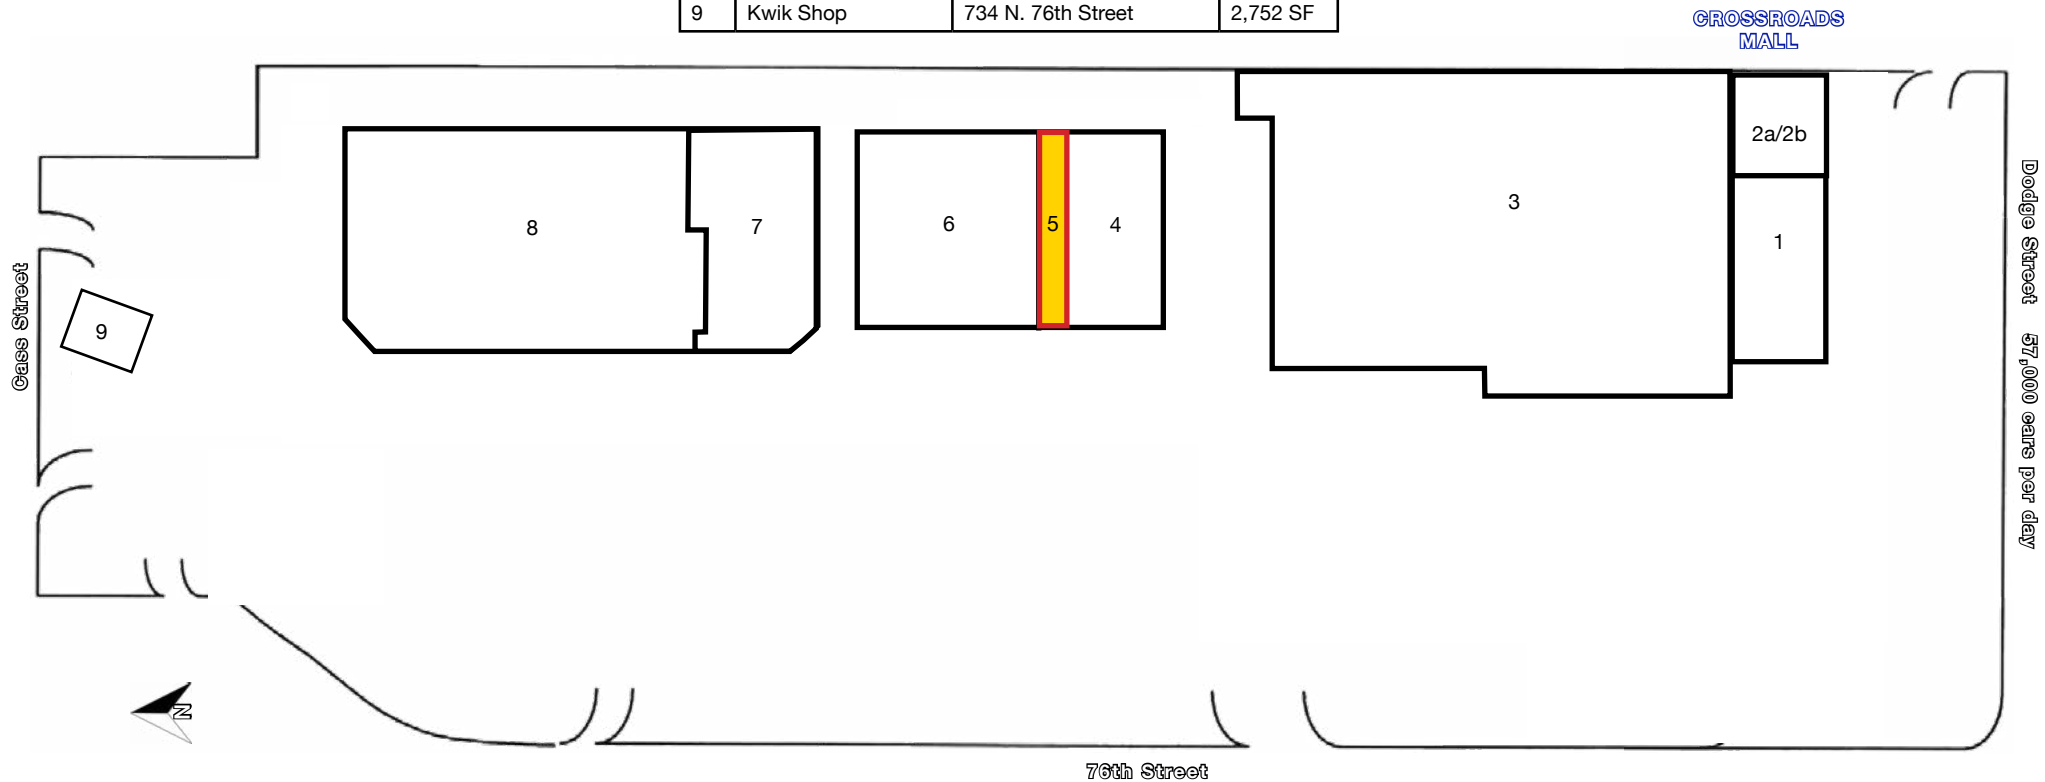 9 Kwik Shop 734 N. 76th Street 2,752 SF
CROSSROADS
MALL
2a/2b
3
8
7
6
5
4
1
9
Cass Street
Dodge Street 57,000 cars per day
N
76th Street